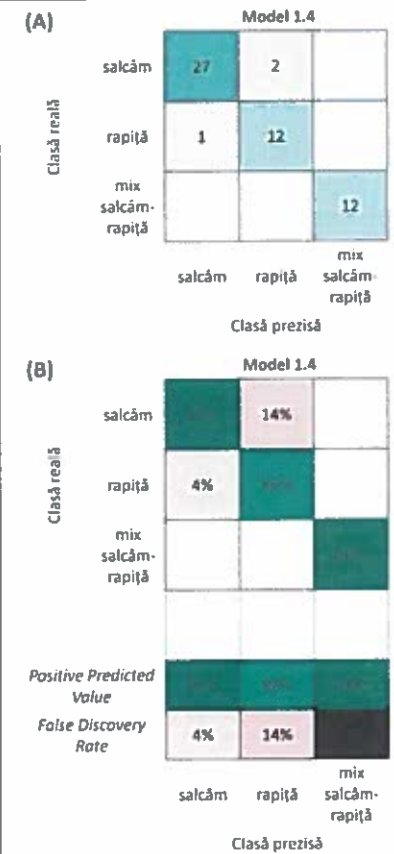 (A)
Model 1.4
Clasă reală
salcâm
27
2
rapiță
1
12
mix
salcâm-
rapiță
12
salcâm
rapiță
mix
salcâm-
rapiță
Clasă prezisă
(B)
Model 1.4
Clasă reală
salcâm
14%
rapiță
4%
mix
salcâm-
rapiță
Positive Predicted
Value
False Discovery
Rate
4%
14%
salcâm
rapiță
mix
salcâm-
rapiță
Clasă prezisă